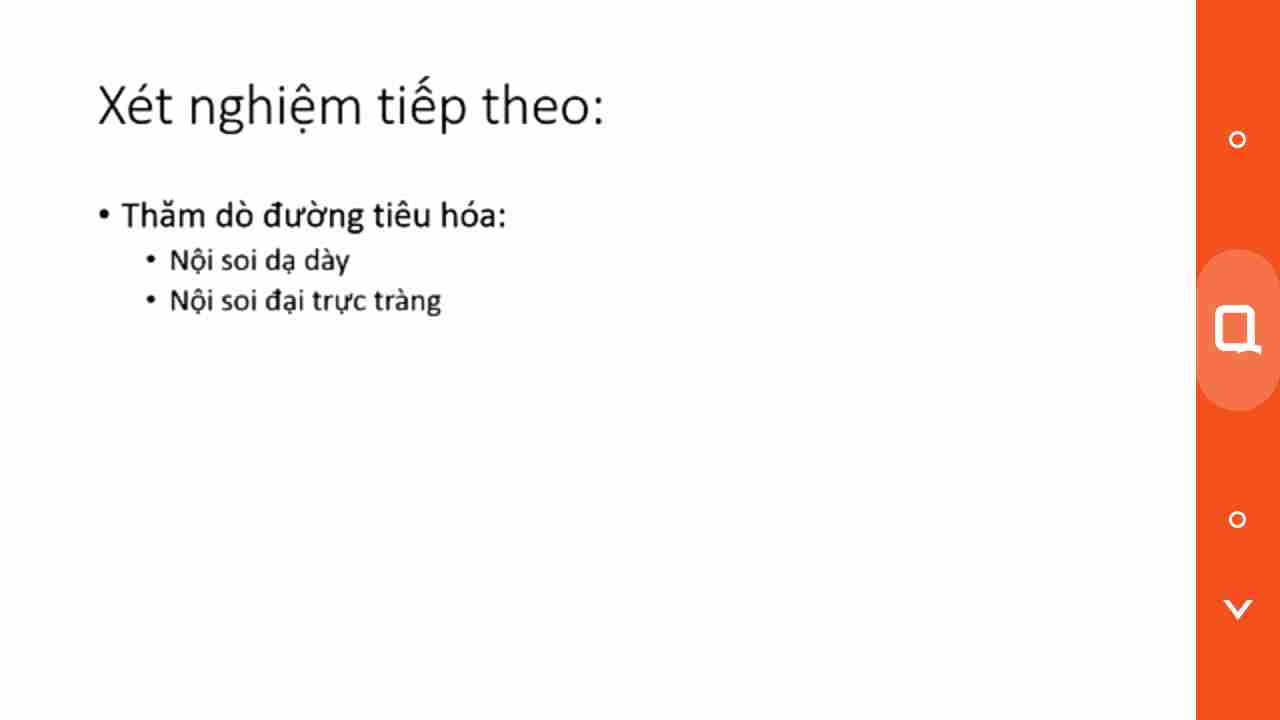 Xét nghiệm tiếp theo:
• Thăm dò đường tiêu hóa:
• Nội soi dạ dày
• Nội soi đại trực tràng